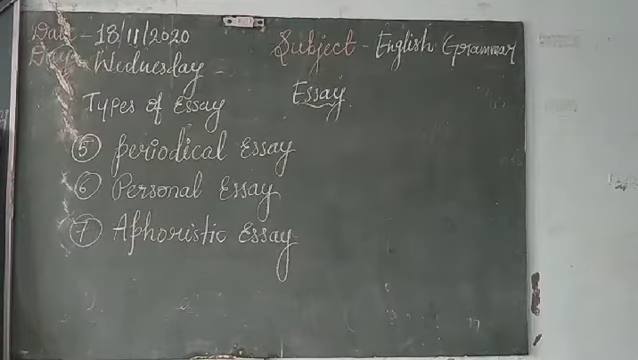 Date - 18/11/2020
Subject - English Grammar
Day - Wednesday -
Essay
Types of Essay
⑤ Periodical Essay
⑥ Personal Essay
⑦ Aphoristic Essay